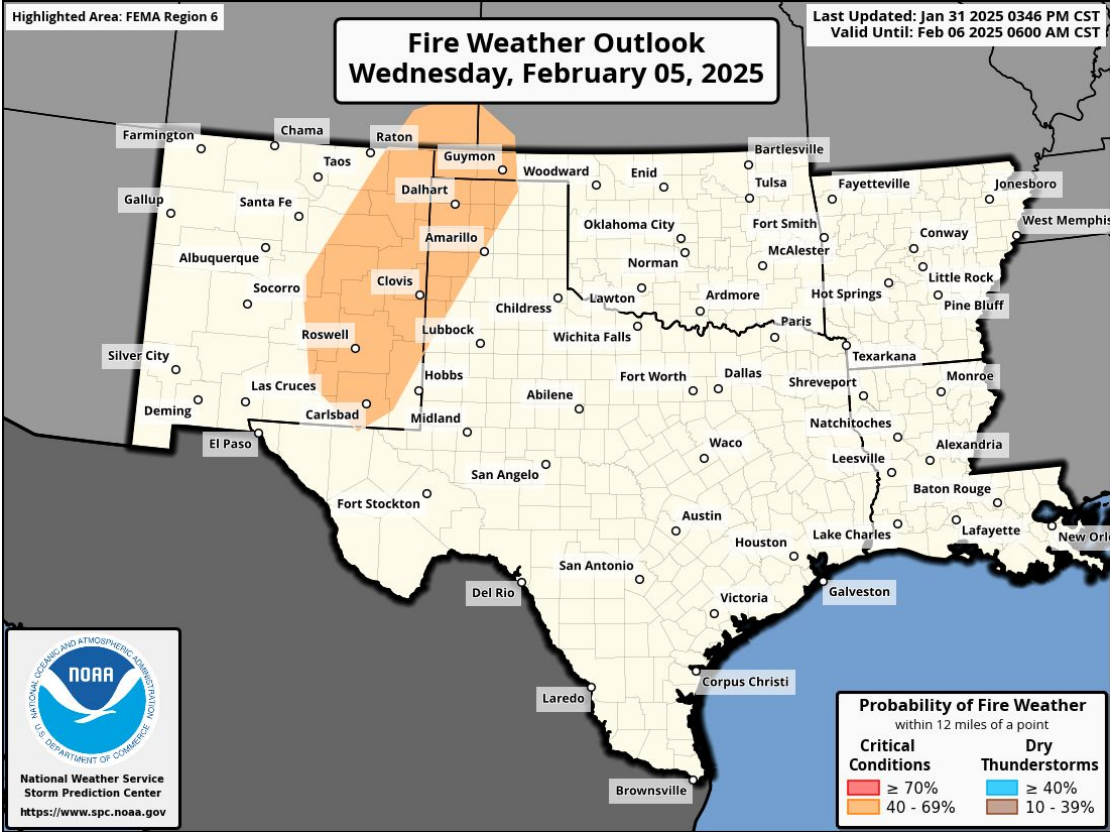 Highlighted Area: FEMA Region 6
Last Updated: Jan 31 2025 0346 PM CST
Valid Until: Feb 06 2025 0600 AM CST
Fire Weather Outlook
Wednesday, February 05, 2025
Farmington
Chama
Raton
Taos
Guymon
Woodward
Enid
Bartlesville
Tulsa
Fayetteville
Jonesboro
Gallup
Santa Fe
Dalhart
Oklahoma City
Fort Smith
West Memphis
Albuquerque
Amarillo
Norman
McAlester
Conway
Socorro
Clovis
Childress
Lawton
Ardmore
Hot Springs
Little Rock
Pine Bluff
Roswell
Lubbock
Wichita Falls
Paris
Silver City
Texarkana
Las Cruces
Hobbs
Fort Worth
Dallas
Shreveport
Monroe
Deming
Carlsbad
Midland
Abilene
Natchitoches
El Paso
Waco
Alexandria
San Angelo
Leesville
Fort Stockton
Baton Rouge
Austin
Houston
Lake Charles
Lafayette
New Orl
San Antonio
Del Rio
Victoria
Galveston
Laredo
Corpus Christi
Brownsville
NATIONAL OCEANIC AND ATMOSPHERIC ADMINISTRATION
NOAA
U.S. DEPARTMENT OF COMMERCE
National Weather Service
Storm Prediction Center
https://www.spc.noaa.gov
Probability of Fire Weather
within 12 miles of a point
Critical
Conditions
≥ 70%
40 - 69%
Dry
Thunderstorms
≥ 40%
10 - 39%